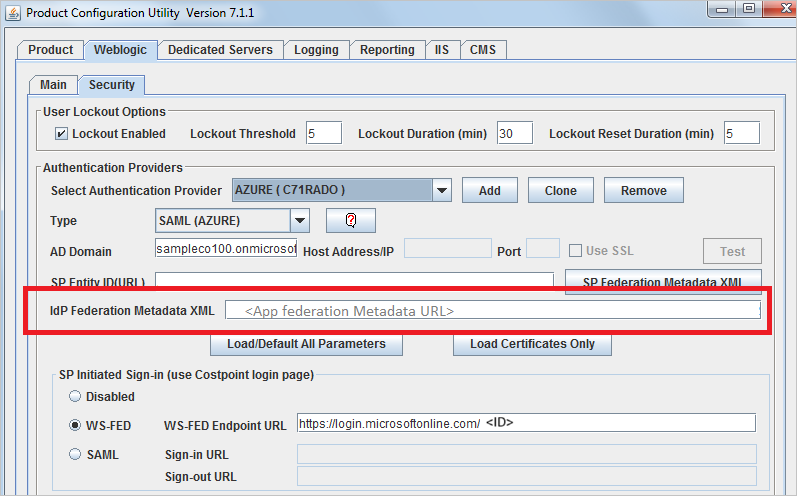 Product Configuration Utility Version 7.1.1
Product Weblogic Dedicated Servers Logging Reporting IIS CMS
Main Security
User Lockout Options
Lockout Enabled Lockout Threshold 5 Lockout Duration (min) 30 Lockout Reset Duration (min) 5
Authentication Providers
Select Authentication Provider AZURE ( C71RADO ) Add Clone Remove
Type SAML (AZURE) ?
AD Domain sampleco100.onmicrosof Host Address/IP Port Use SSL Test
SP Entity ID(URL) SP Federation Metadata XML
IdP Federation Metadata XML <App federation Metadata URL>
Load/Default All Parameters Load Certificates Only
SP Initiated Sign-in (use Costpoint login page)
Disabled
WS-FED WS-FED Endpoint URL https://login.microsoftonline.com/ <ID>
SAML Sign-in URL
Sign-out URL